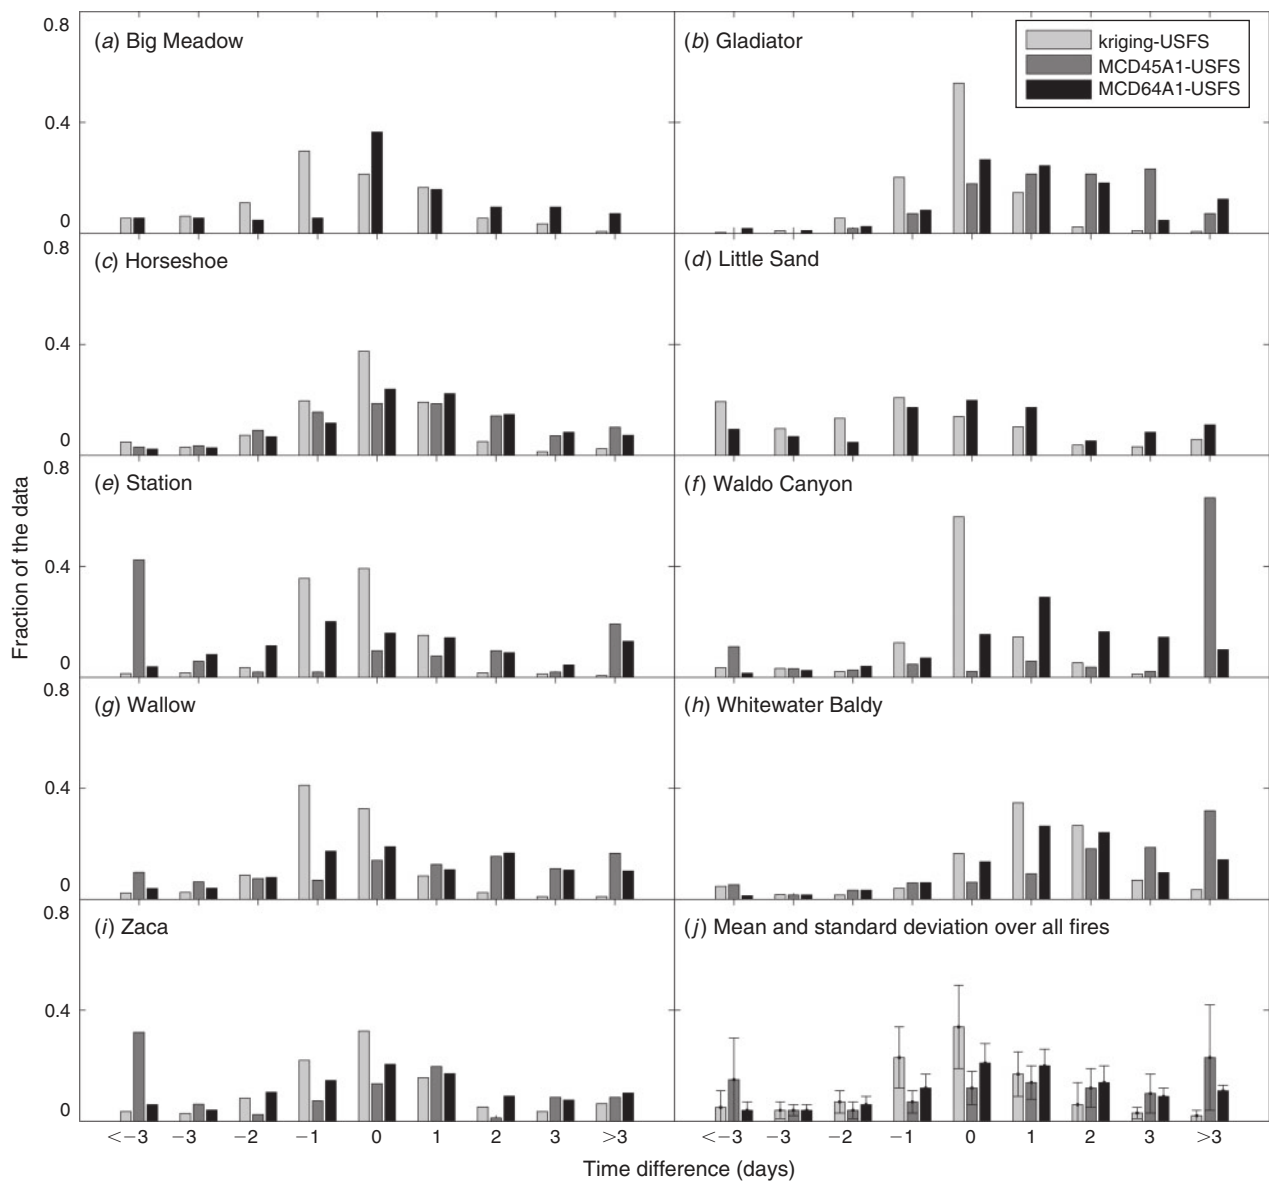 0.8
(a) Big Meadow
(b) Gladiator
kriging-USFS
MCD45A1-USFS
MCD64A1-USFS
0.4
0
0.8
(c) Horseshoe
(d) Little Sand
0.4
0
0.8
(e) Station
(f) Waldo Canyon
0.4
0
0.8
(g) Wallow
(h) Whitewater Baldy
0.4
0
0.8
(i) Zaca
(j) Mean and standard deviation over all fires
0.4
0
Fraction of the data
<−3 −3 −2 −1 0 1 2 3 >3
<−3 −3 −2 −1 0 1 2 3 >3
Time difference (days)